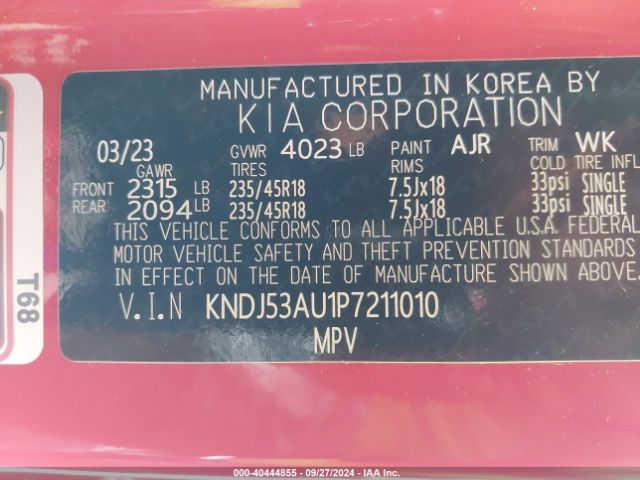 MANUFACTURED IN KOREA BY
KIA CORPORATION
03/23 GVWR 4023 LB PAINT AJR TRIM WK
GAWR TIRES RIMS COLD TIRE INFL
FRONT 2315 LB 235/45R18 7.5Jx18 33psi SINGLE
REAR 2094 LB 235/45R18 7.5Jx18 33psi SINGLE
THIS VEHICLE CONFORMS TO ALL APPLICABLE U.S.A. FEDERAL
MOTOR VEHICLE SAFETY AND THEFT PREVENTION STANDARDS
IN EFFECT ON THE DATE OF MANUFACTURE SHOWN ABOVE
V.I.N KNDJ53AU1P7211010
MPV
T68
© - 40444855 - 09/27/2024 - IAAI.COM